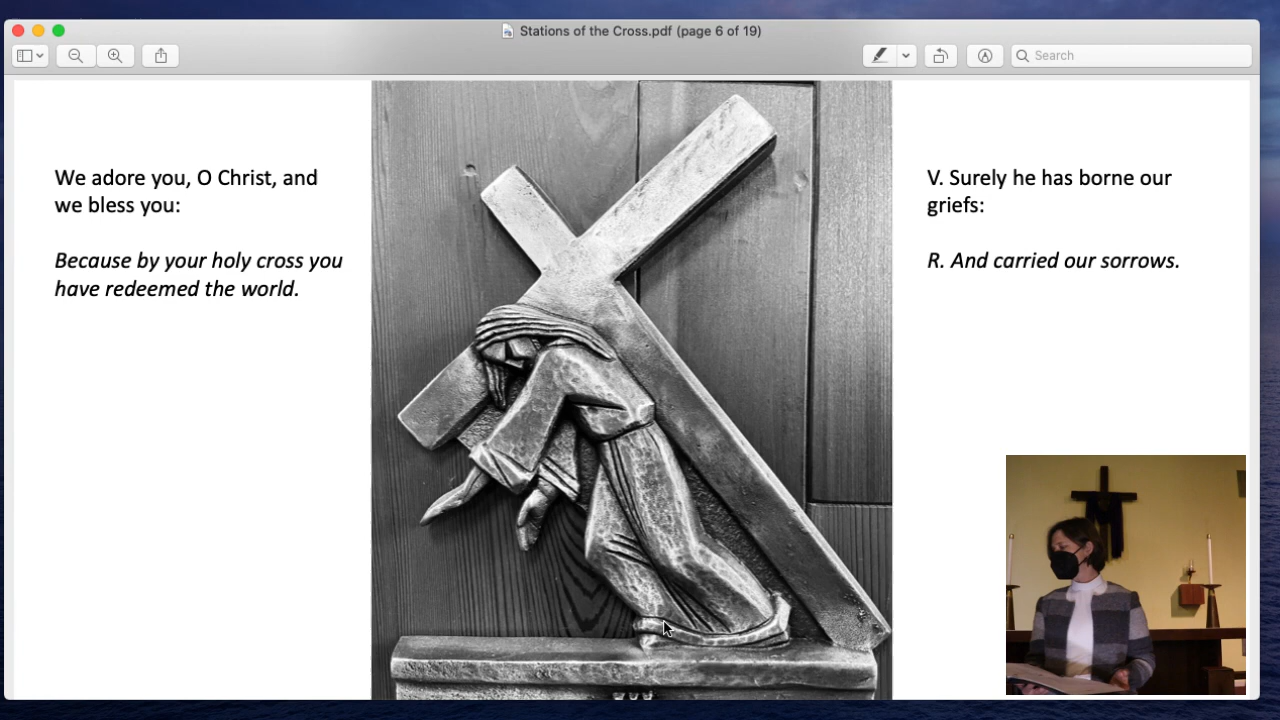 Stations of the Cross.pdf (page 6 of 19)
Search
We adore you, O Christ, and
we bless you:
Because by your holy cross you
have redeemed the world.
V. Surely he has borne our
griefs:
R. And carried our sorrows.